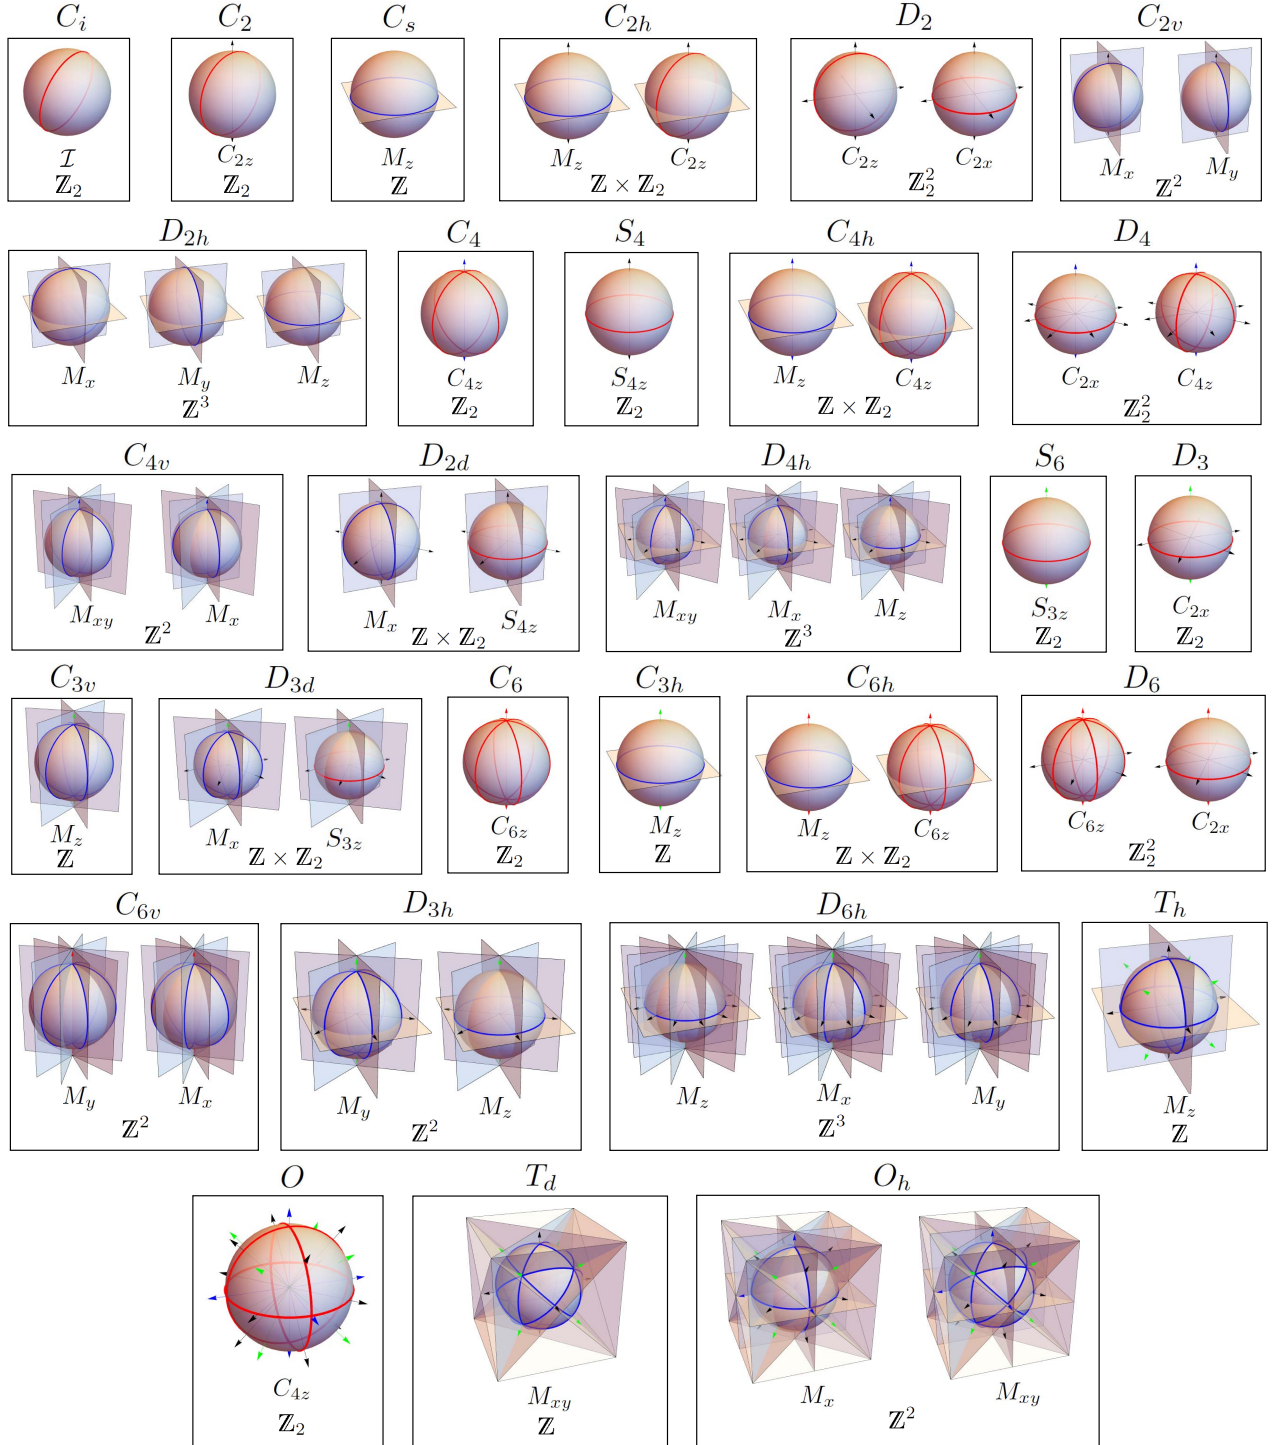 C_i C_2 C_s C_{2h} D_2 C_{2v}
I C_{2z} M_z M_z C_{2z} C_{2z} C_{2x} M_x M_y
ℤ_2 ℤ_2 ℤ ℤ × ℤ_2 ℤ_2^2 ℤ^2
D_{2h} C_4 S_4 C_{4h} D_4
M_x M_y M_z C_{4z} S_{4z} M_z C_{4z} C_{2x} C_{4z}
ℤ^3 ℤ_2 ℤ_2 ℤ × ℤ_2 ℤ_2^2
C_{4v} D_{2d} D_{4h} S_6 D_3
M_{xy} M_x M_x S_{4z} M_{xy} M_x M_z S_{3z} C_{2x}
ℤ^2 ℤ × ℤ_2 ℤ^3 ℤ_2 ℤ_2
C_{3v} D_{3d} C_6 C_{3h} C_{6h} D_6
M_z M_x S_{3z} C_{6z} M_z M_z C_{6z} C_{6z} C_{2x}
ℤ ℤ × ℤ_2 ℤ_2 ℤ ℤ × ℤ_2 ℤ_2^2
C_{6v} D_{3h} D_{6h} T_h
M_y M_x M_y M_z M_z M_x M_y M_z
ℤ^2 ℤ^2 ℤ^3 ℤ
O T_d O_h
C_{4z} M_{xy} M_x M_{xy}
ℤ_2 ℤ ℤ^2